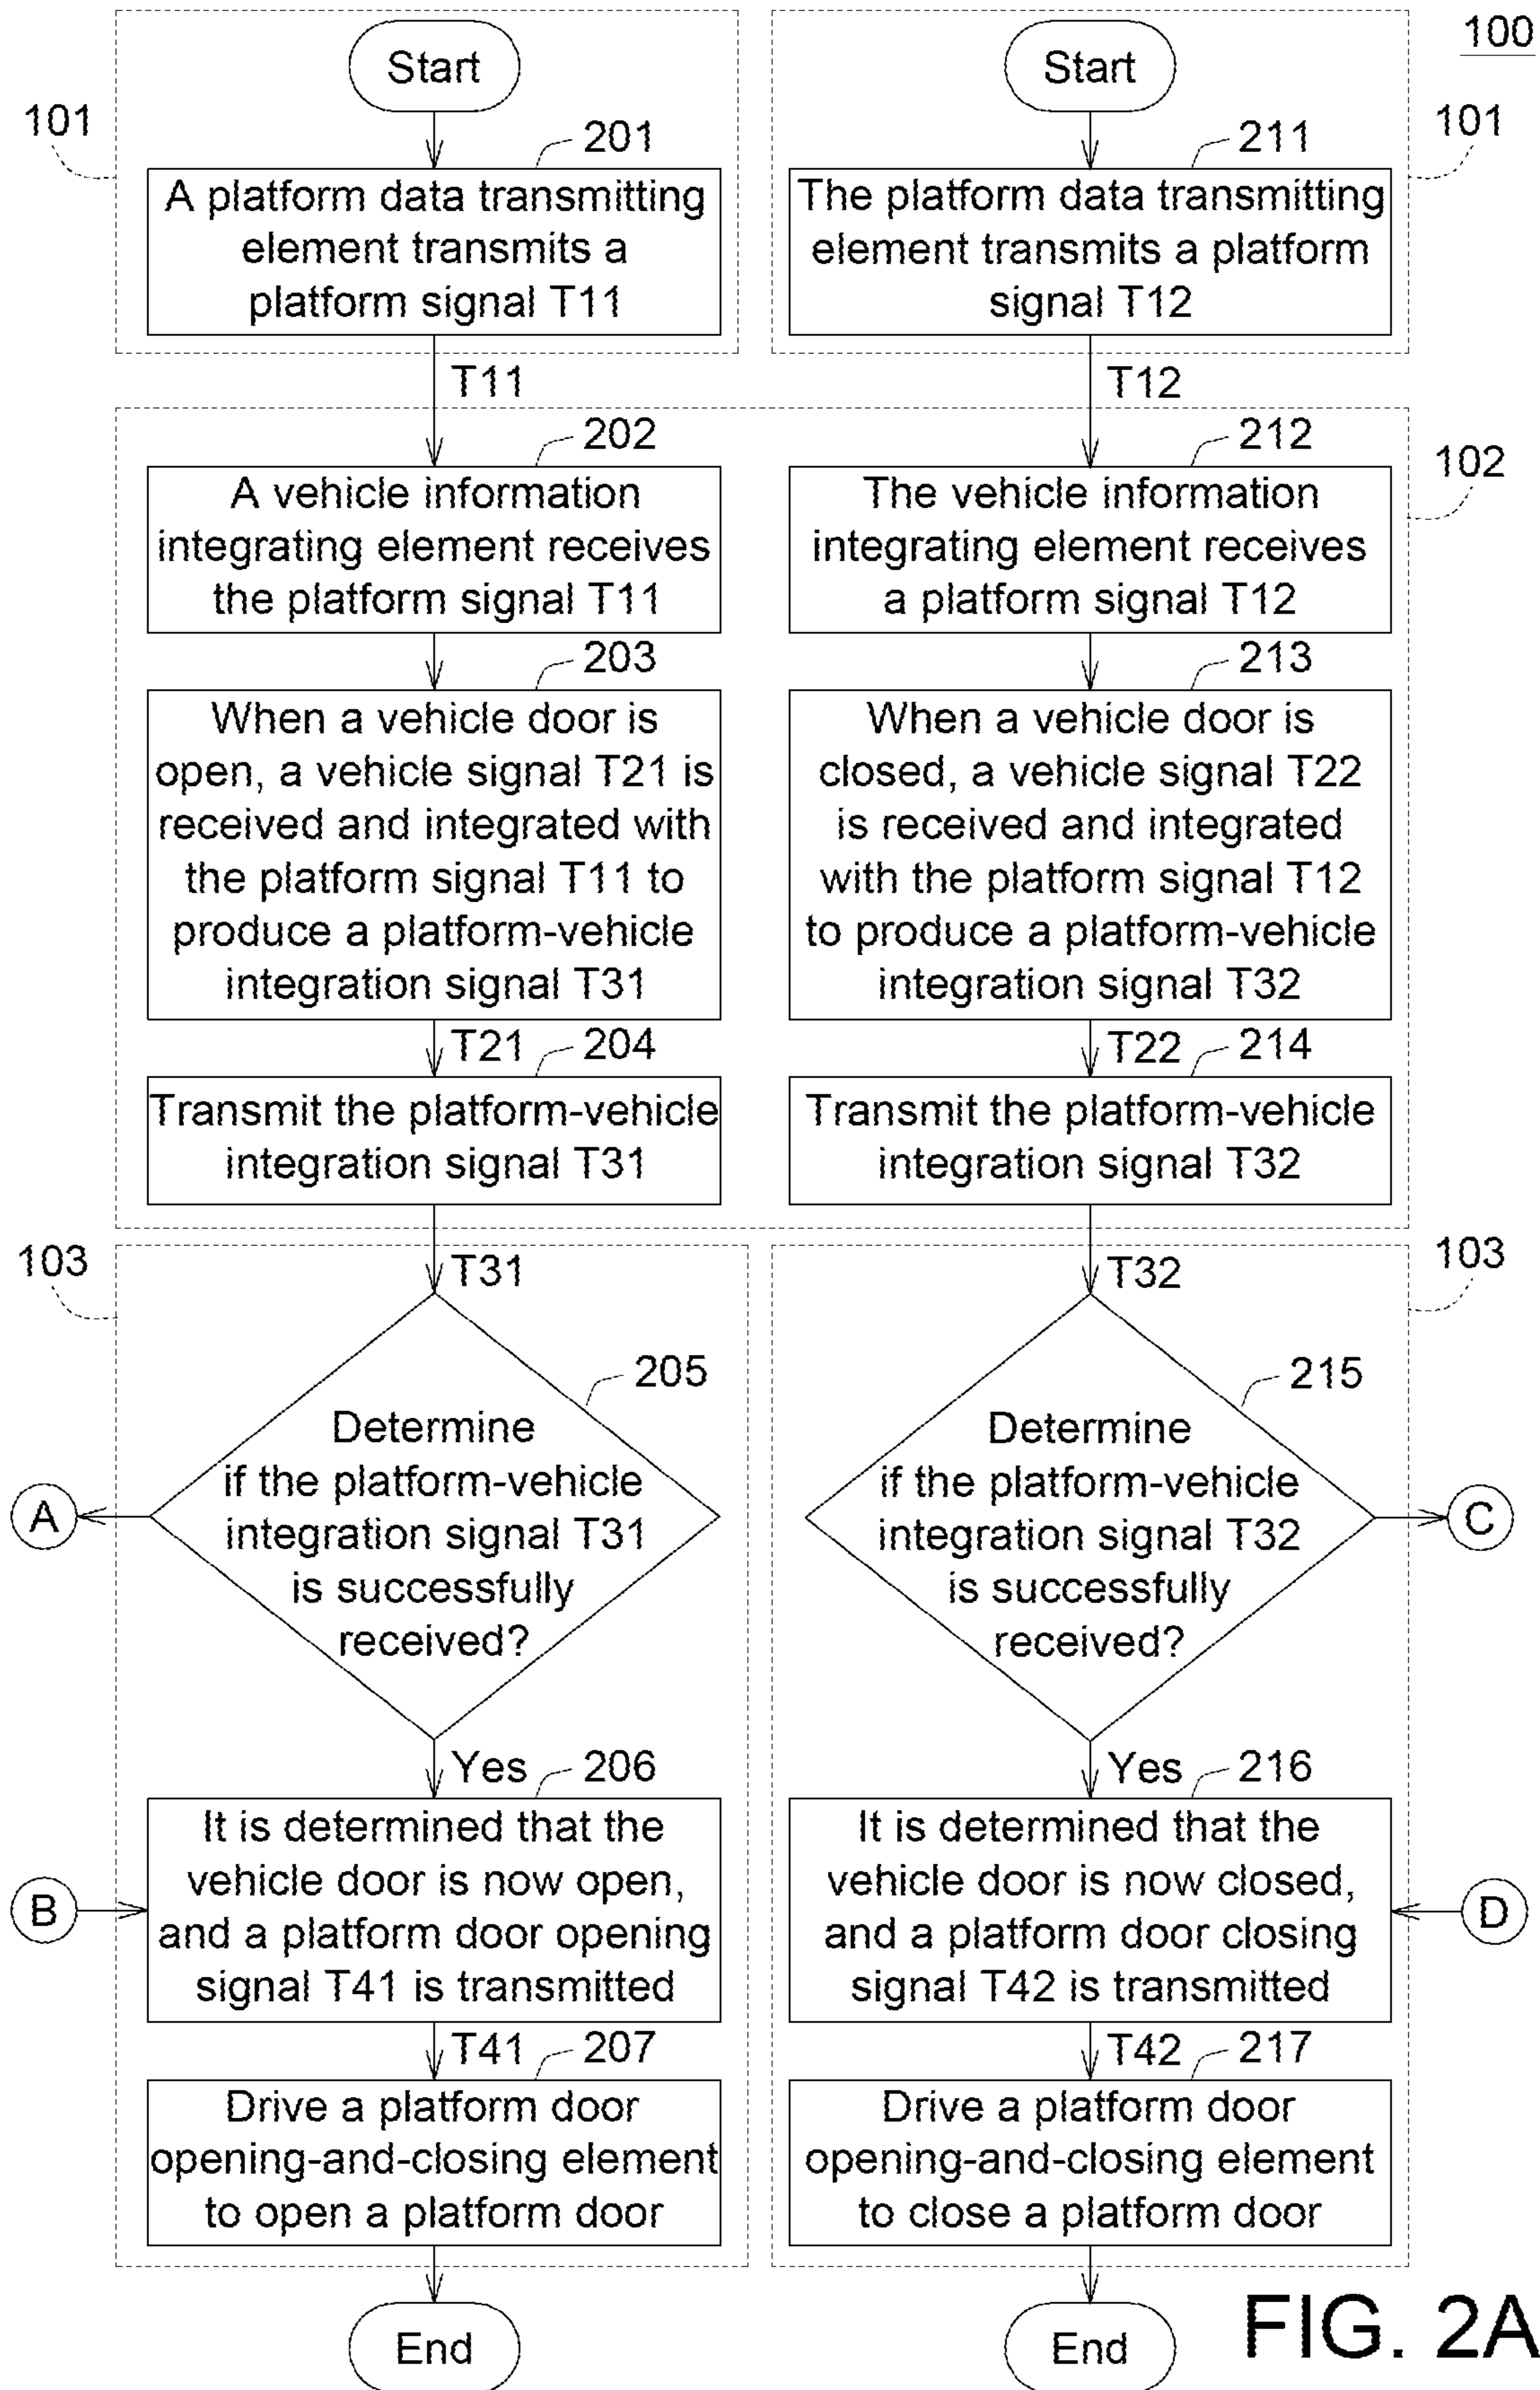 100
101
Start
201
A platform data transmitting
element transmits a
platform signal T11
T11
202
A vehicle information
integrating element receives
the platform signal T11
203
When a vehicle door is
open, a vehicle signal T21 is
received and integrated with
the platform signal T11 to
produce a platform-vehicle
integration signal T31
T21
204
Transmit the platform-vehicle
integration signal T31
103
T31
205
Determine
if the platform-vehicle
integration signal T31
is successfully
received?
A
Yes
206
B
It is determined that the
vehicle door is now open,
and a platform door opening
signal T41 is transmitted
T41
207
Drive a platform door
opening-and-closing element
to open a platform door
End
Start
101
211
The platform data transmitting
element transmits a platform
signal T12
T12
102
212
The vehicle information
integrating element receives
a platform signal T12
213
When a vehicle door is
closed, a vehicle signal T22
is received and integrated
with the platform signal T12
to produce a platform-vehicle
integration signal T32
T22
214
Transmit the platform-vehicle
integration signal T32
103
T32
215
Determine
if the platform-vehicle
integration signal T32
is successfully
received?
C
Yes
216
It is determined that the
vehicle door is now closed,
and a platform door closing
signal T42 is transmitted
D
T42
217
Drive a platform door
opening-and-closing element
to close a platform door
End
FIG. 2A